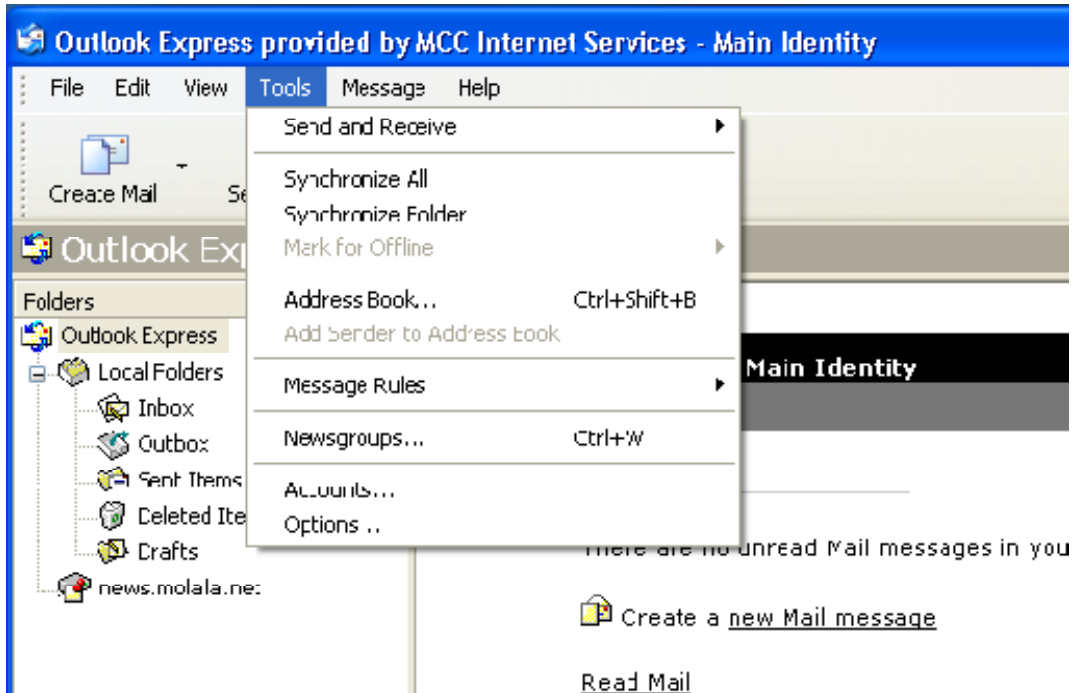 Outlook Express provided by MCC Internet Services - Main Identity
File Edit View Tools Message Help
Send and Receive
Create Mail
Synchronize All
Synchronize Folder
Mark for Offline
Outlook
Folders
Address Book... Ctrl+Shift+B
Outlook Express
Add Sender to Address Book
Local Folders
Message Rules
Main Identity
Inbox
Newsgroups... Ctrl+W
Outbox
Sent Items
Accounts...
Deleted Ite
Options...
Drafts
There are no unread Mail messages in you
news.molala.net
Create a new Mail message
Read Mail